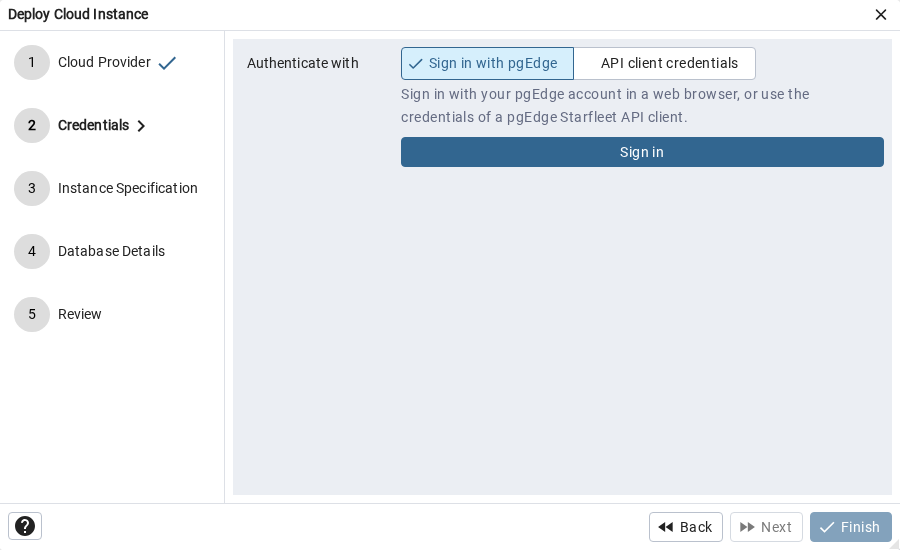 Deploy Cloud Instance
1 Cloud Provider
2 Credentials
3 Instance Specification
4 Database Details
5 Review
Authenticate with
Sign in with pgEdge API client credentials
Sign in with your pgEdge account in a web browser, or use the
credentials of a pgEdge Starfleet API client.
Sign in
? Back Next Finish